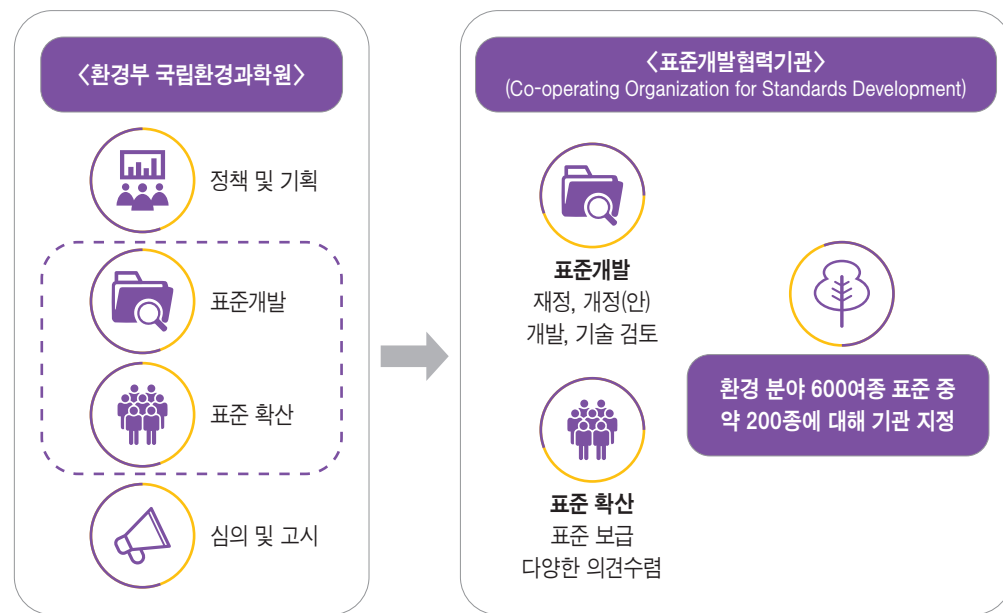 〈환경부 국립환경과학원〉
정책 및 기획
표준개발
표준 확산
심의 및 고시
〈표준개발협력기관〉
(Co-operating Organization for Standards Development)
표준개발
재정, 개정(안)
개발, 기술 검토
표준 확산
표준 보급
다양한 의견수렴
환경 분야 600여종 표준 중
약 200종에 대해 기관 지정